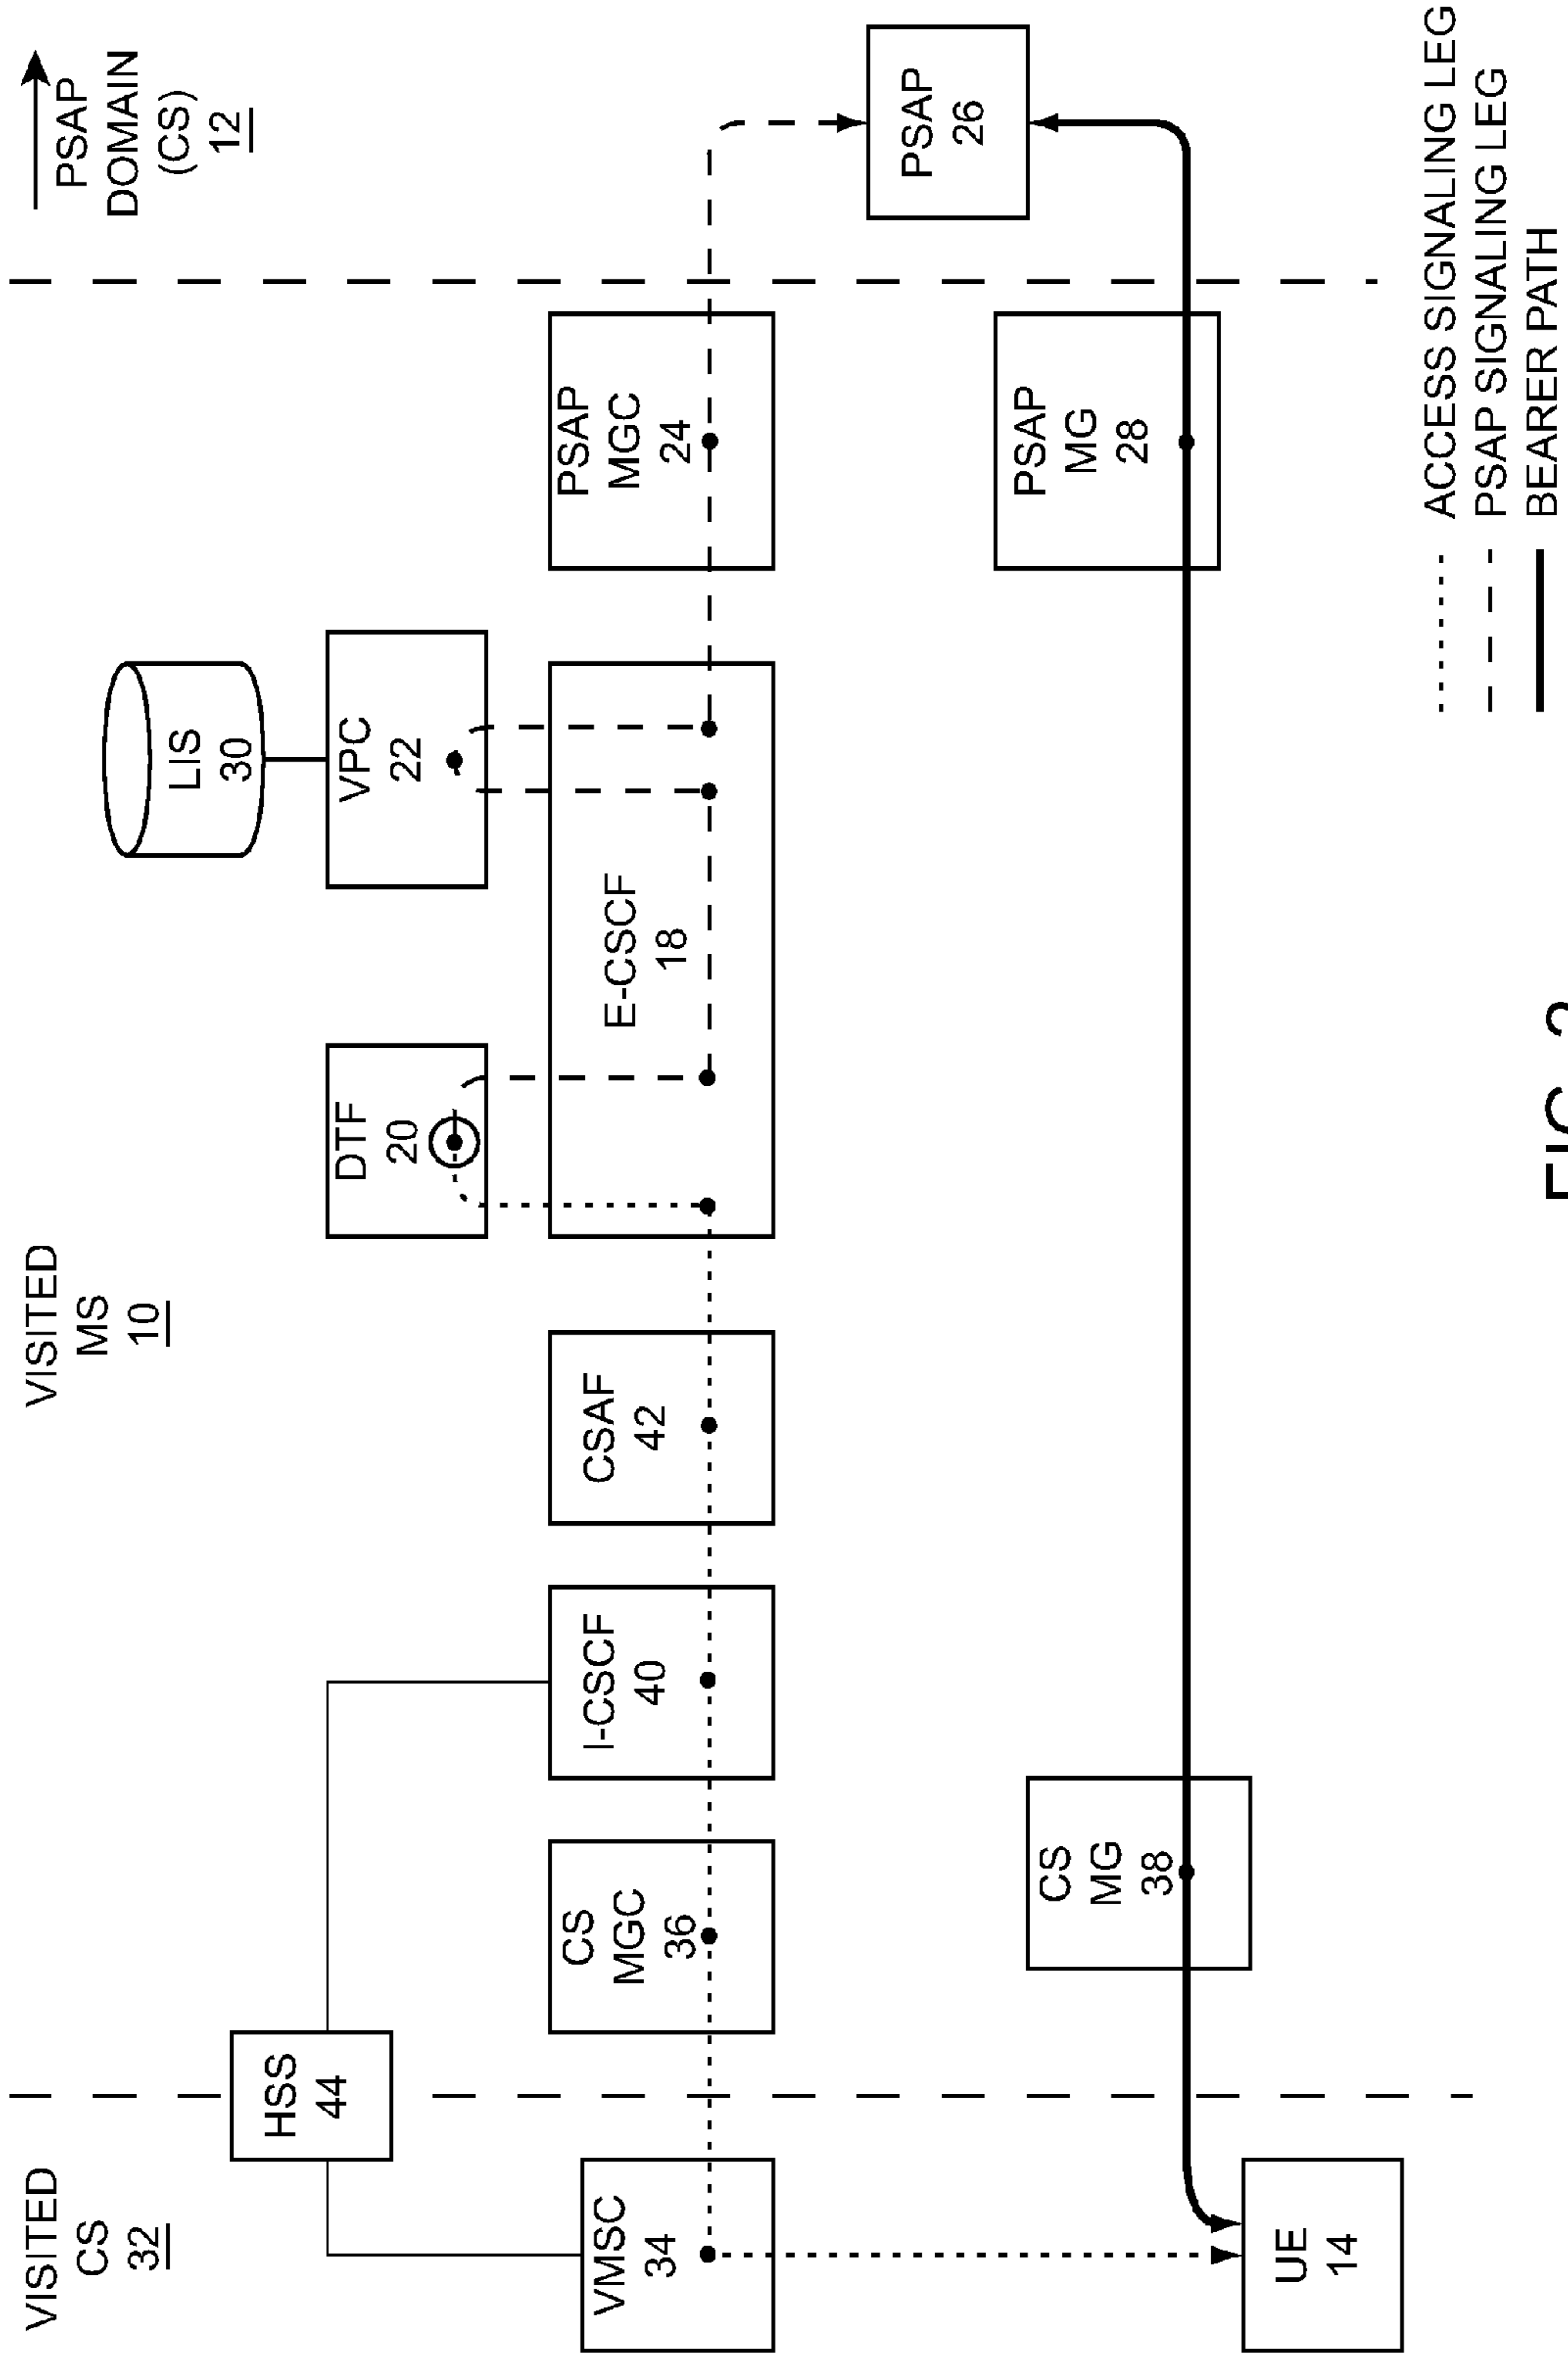 VISITED
CS
32
VISITED
MS
10
PSAP
DOMAIN
(CS)
12
HSS
44
LIS
30
DTF
20
VPC
22
VMSC
34
CS
MGC
36
I-CSCF
40
CSAF
42
E-CSCF
18
PSAP
MGC
24
PSAP
26
CS
MG
38
PSAP
MG
28
UE
14
ACCESS SIGNALING LEG
PSAP SIGNALING LEG
BEARER PATH
FIG